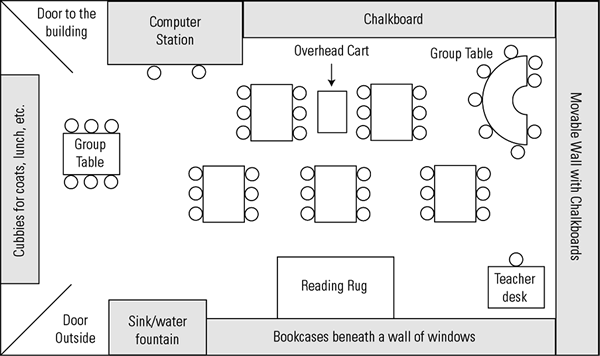 Door to the
building
Computer
Station
Chalkboard
Overhead Cart
Group Table
Movable Wall with Chalkboards
Cubbies for coats, lunch, etc.
Group
Table
Reading Rug
Teacher
desk
Door
Outside
Sink/water
fountain
Bookcases beneath a wall of windows